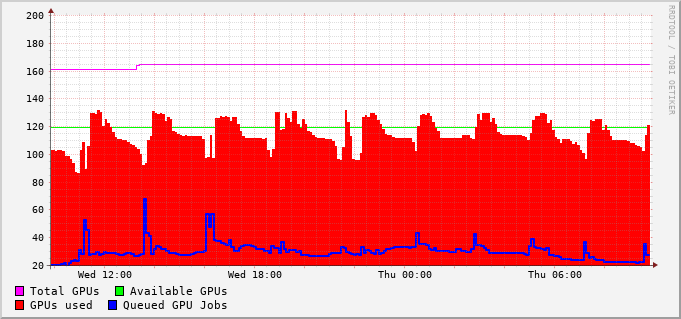 200
180
160
140
120
100
80
60
40
20
Wed 12:00 Wed 18:00 Thu 00:00 Thu 06:00
Total GPUs Available GPUs
GPUs used Queued GPU Jobs
RRDTOOL / TOBI OETIKER